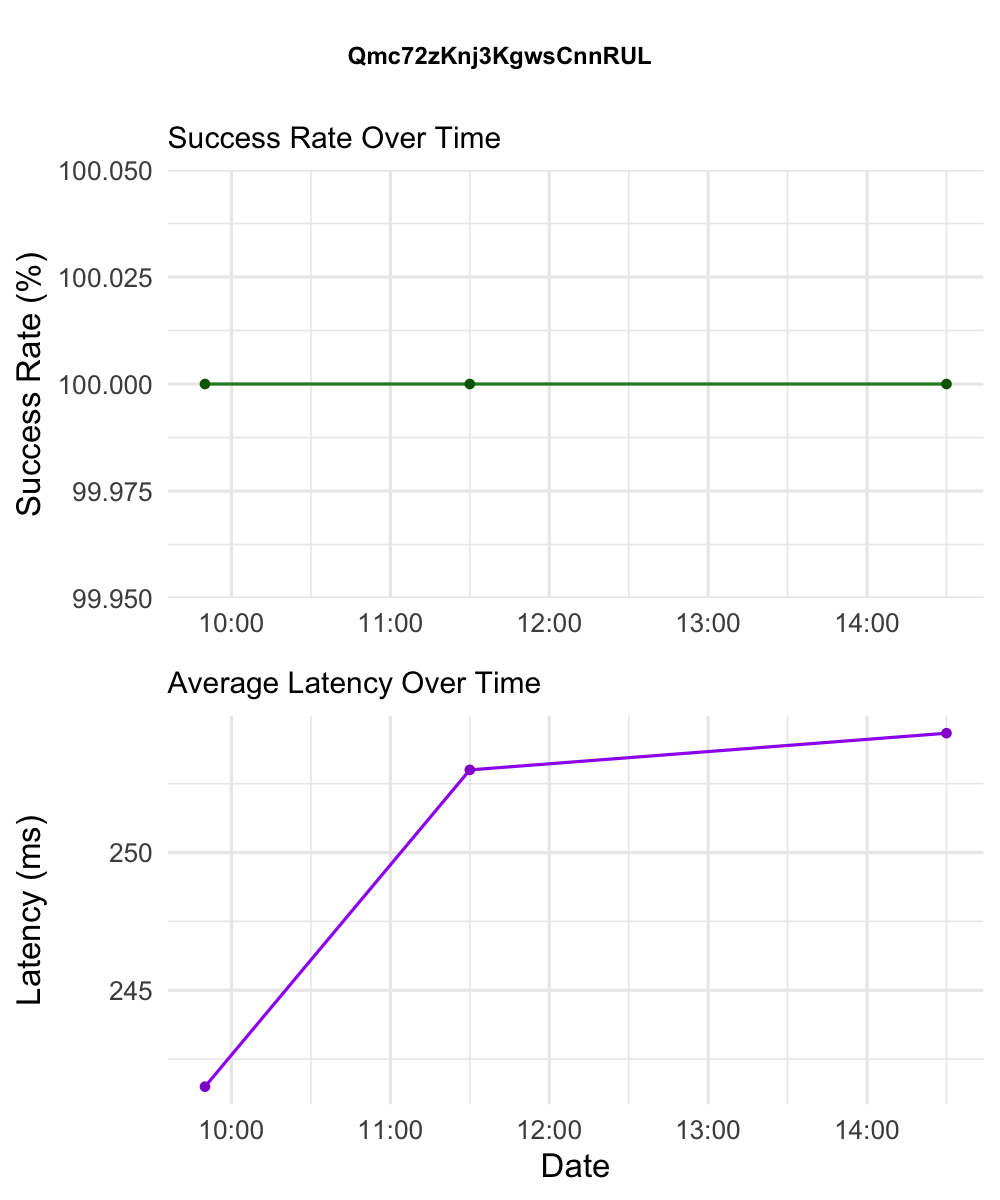 Qmc72zKnj3KgwsCnnRUL
Success Rate Over Time
100.050
100.025
100.000
99.975
99.950
Success Rate (%)
10:00 11:00 12:00 13:00 14:00
Average Latency Over Time
250
245
Latency (ms)
10:00 11:00 12:00 13:00 14:00
Date